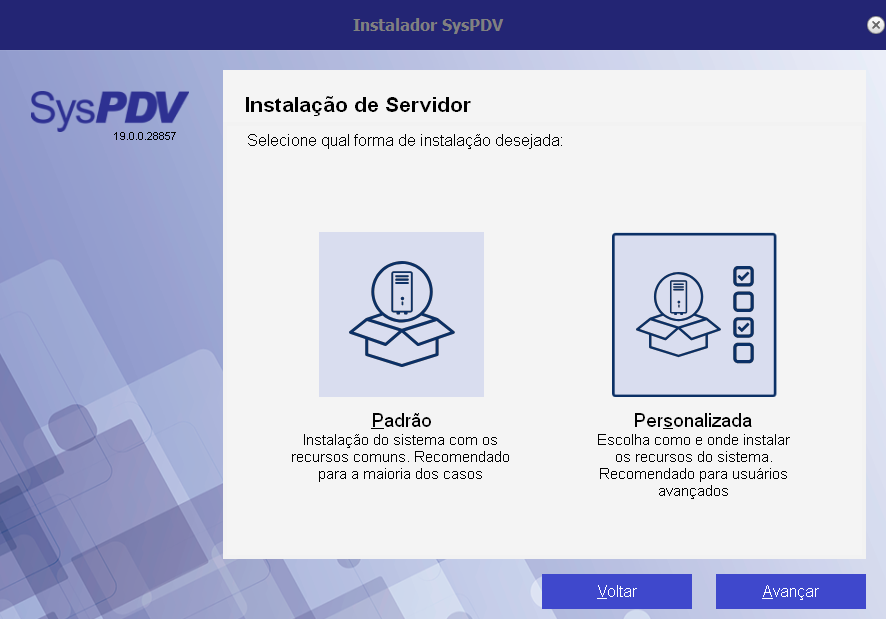 Instalador SysPDV
SysPDV
19.0.0.28857
Instalação de Servidor
Selecione qual forma de instalação desejada:
Padrão
Instalação do sistema com os
recursos comuns. Recomendado
para a maioria dos casos
Personalizada
Escolha como e onde instalar
os recursos do sistema.
Recomendado para usuários
avançados
Voltar
Avançar